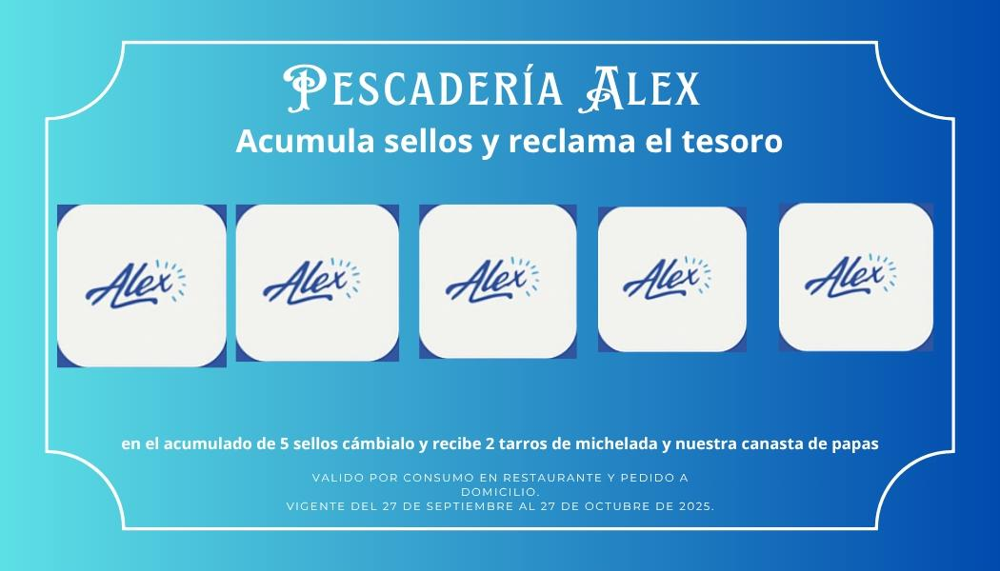 PESCADERÍA ALEX
Acumula sellos y reclama el tesoro
Alex Alex Alex Alex Alex
en el acumulado de 5 sellos cámbialo y recibe 2 tarros de michelada y nuestra canasta de papas
VALIDO POR CONSUMO EN RESTAURANTE Y PEDIDO A
DOMICILIO.
VIGENTE DEL 27 DE SEPTIEMBRE AL 27 DE OCTUBRE DE 2025.